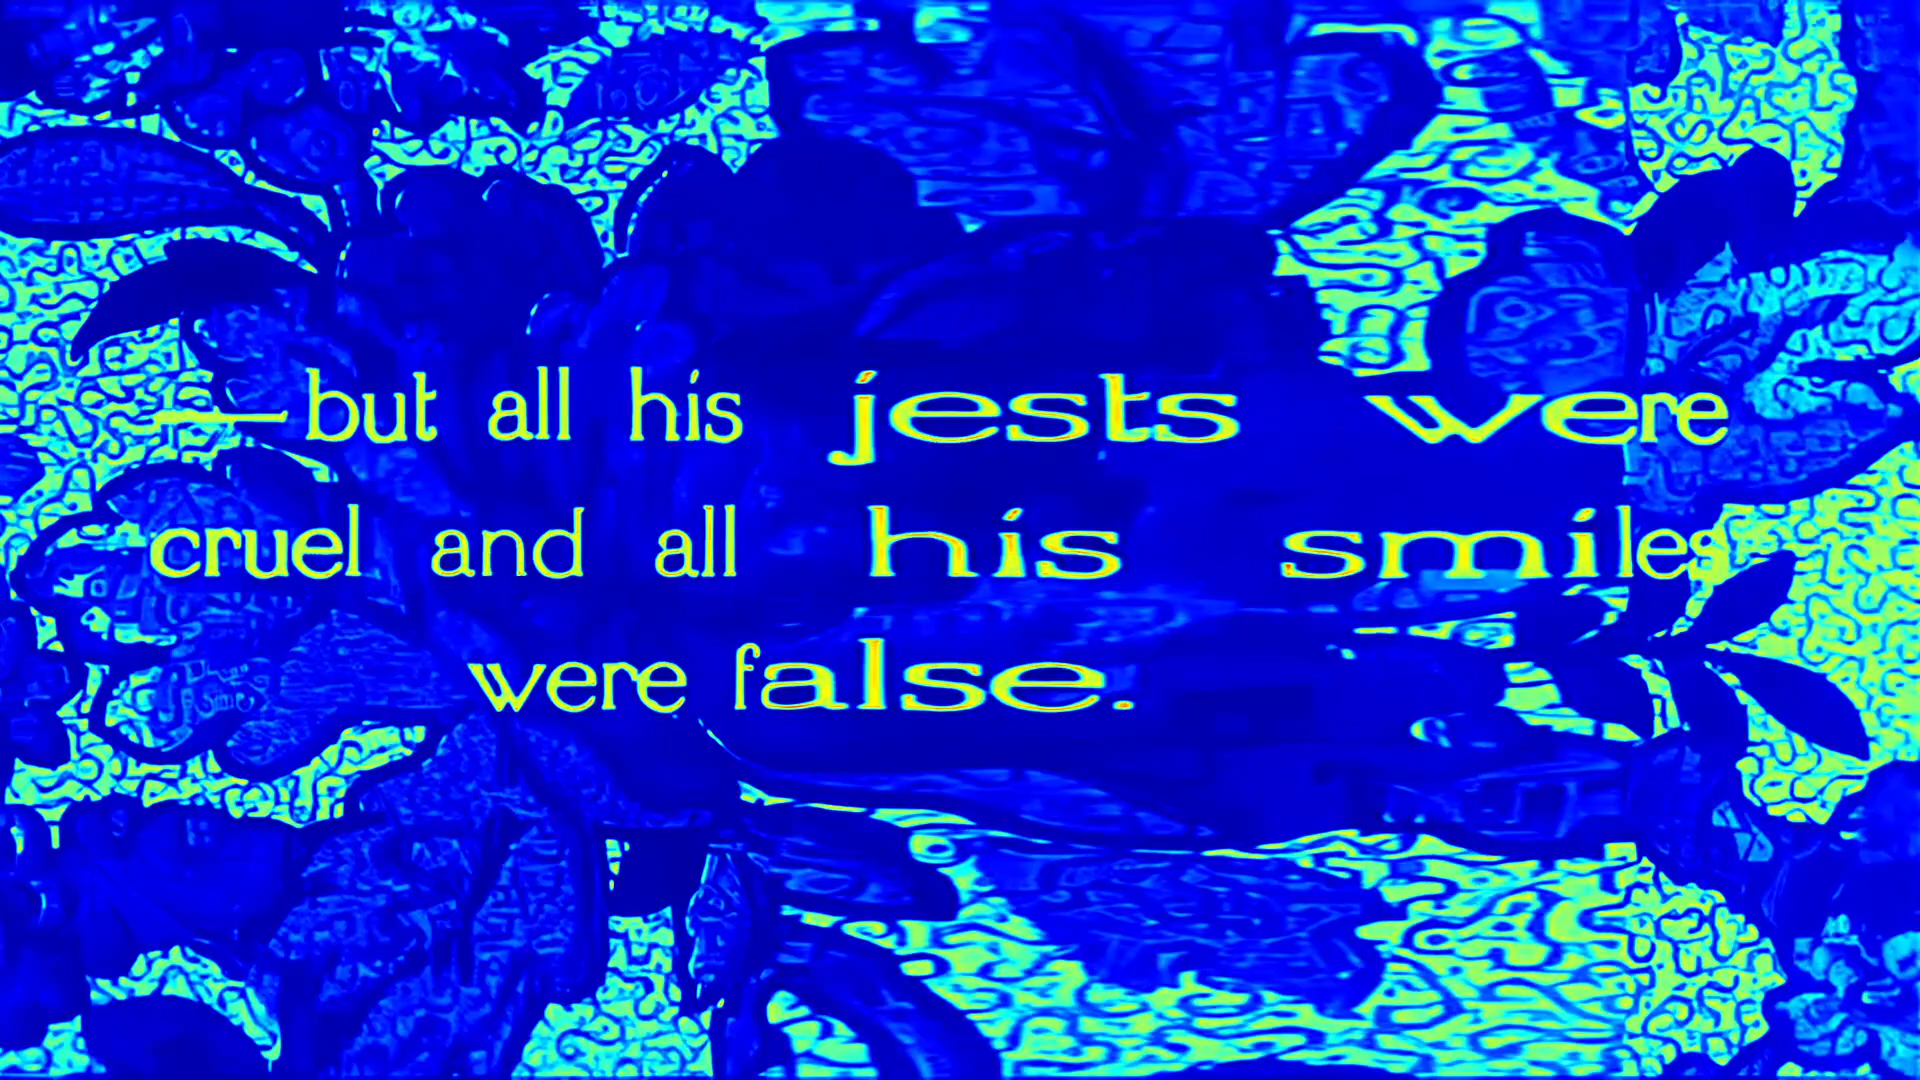 —but all his jests were
cruel and all his smiles
were false.